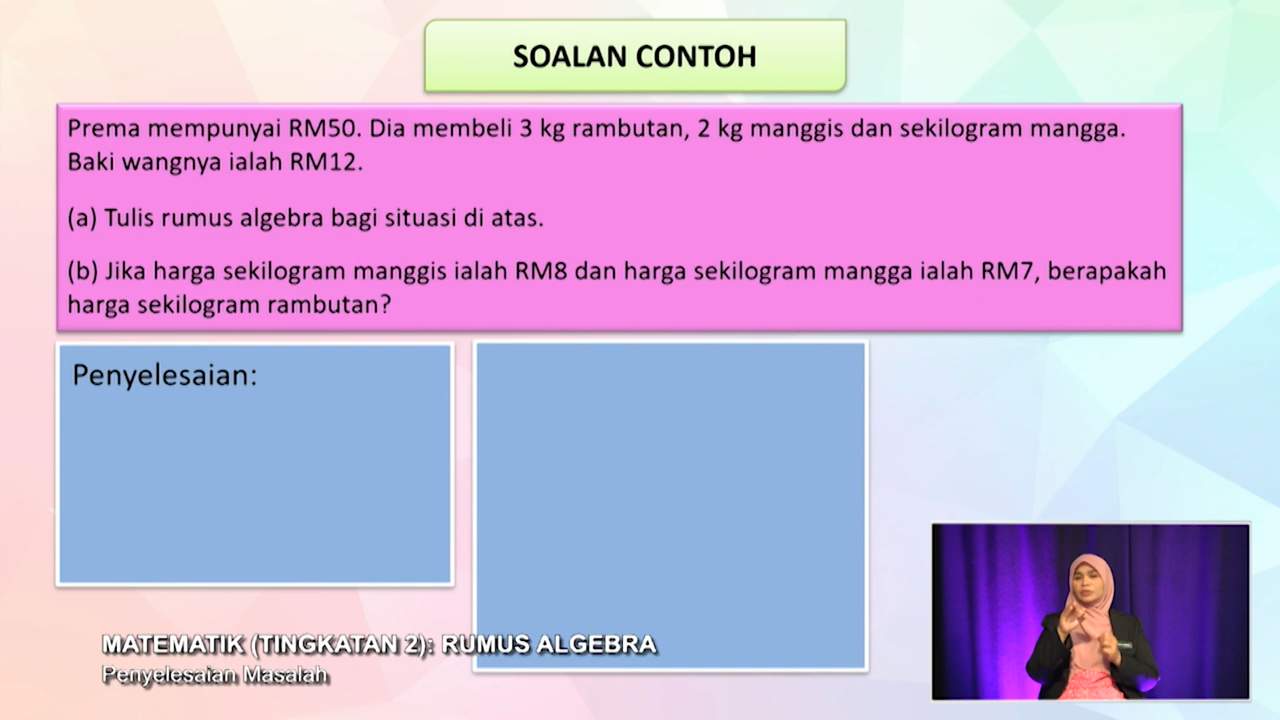 SOALAN CONTOH
Prema mempunyai RM50. Dia membeli 3 kg rambutan, 2 kg manggis dan sekilogram mangga.
Baki wangnya ialah RM12.
(a) Tulis rumus algebra bagi situasi di atas.
(b) Jika harga sekilogram manggis ialah RM8 dan harga sekilogram mangga ialah RM7, berapakah
harga sekilogram rambutan?
Penyelesaian:
MATEMATIK (TINGKATAN 2): RUMUS ALGEBRA
Penyelesaian Masalah